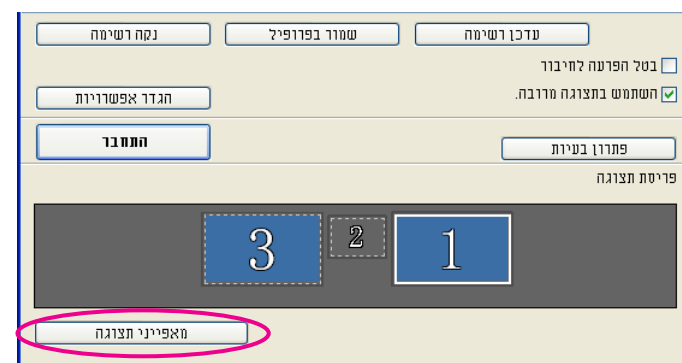 עדכן רשימה שמור בפרופיל נקה רשימה
בטל הפרעה לחיבור
השתמש בתצוגה מרובה.
הגדר אפשרויות
התחבר
פתרון בעיות
פריסת תצוגה
1 2 3
מאפייני תצוגה